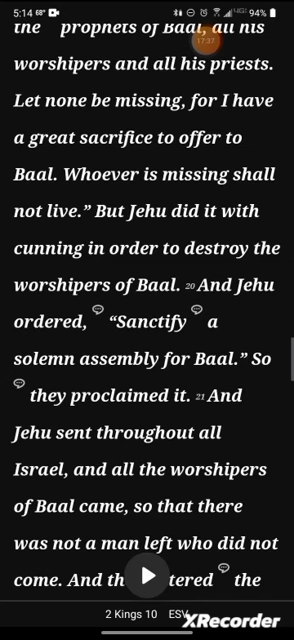 5:14 68° 94%
17:37
the prophets of Baal, all his
worshipers and all his priests.
Let none be missing, for I have
a great sacrifice to offer to
Baal. Whoever is missing shall
not live.” But Jehu did it with
cunning in order to destroy the
worshipers of Baal. 20 And Jehu
ordered, “Sanctify a
solemn assembly for Baal.” So
they proclaimed it. 21 And
Jehu sent throughout all
Israel, and all the worshipers
of Baal came, so that there
was not a man left who did not
come. And th tered the
2 Kings 10 ESV
XRecorder